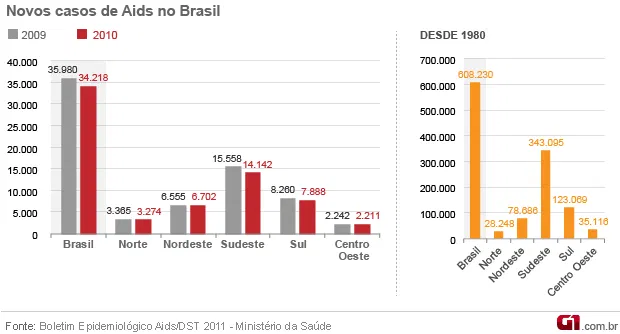 Novos casos de Aids no Brasil
2009 2010
40.000
35.000
30.000
25.000
20.000
15.000
10.000
5.000
0
35.980 34.218
3.365 3.274
6.555 6.702
15.558 14.142
8.260 7.888
2.242 2.211
Brasil Norte Nordeste Sudeste Sul Centro
Oeste
DESDE 1980
700.000
600.000
500.000
400.000
300.000
200.000
100.000
0
608.230
28.248
78.686
343.095
123.069
35.116
Brasil
Norte
Nordeste
Sudeste
Sul
Centro Oeste
Fonte: Boletim Epidemiológico Aids/DST 2011 - Ministério da Saúde
G1.com.br